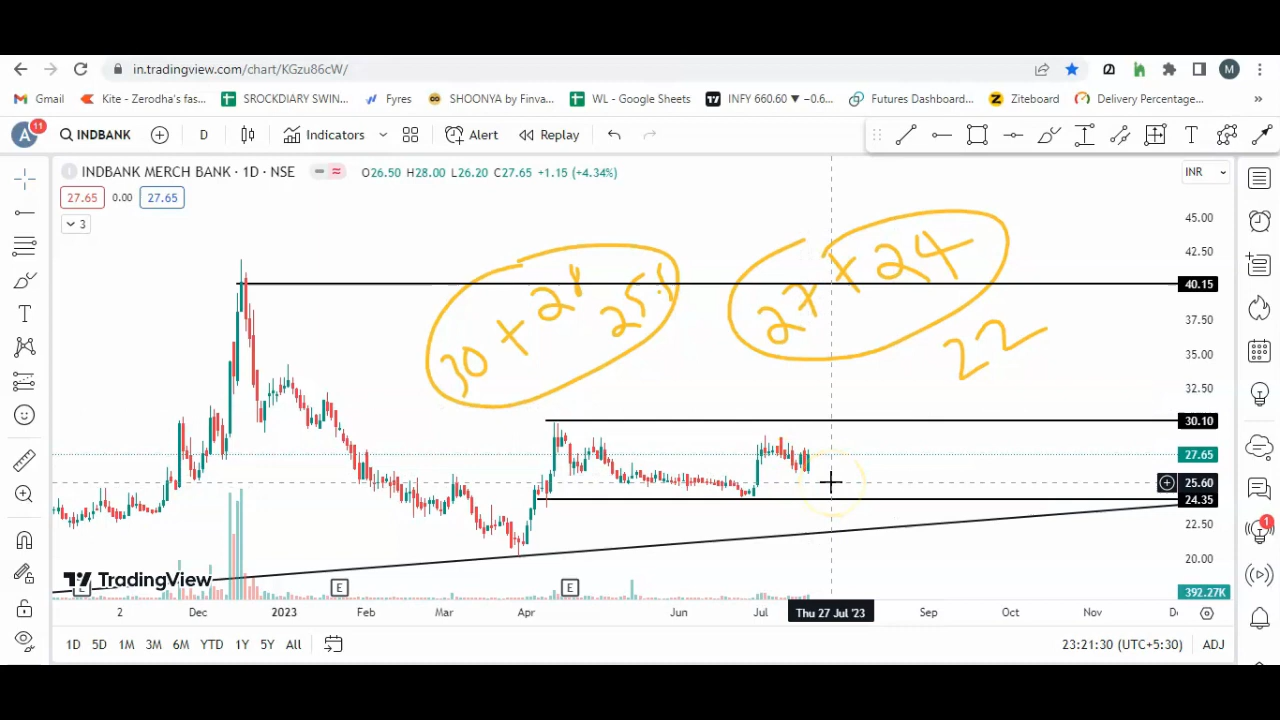 in.tradingview.com/chart/KGzu86cW/
M
Gmail
Kite - Zerodha's fas...
SROCKDIARY SWIN...
Fyres
SHOONYA by Finva...
WL - Google Sheets
INFY 660.60 ▼ −0.6...
Futures Dashboard...
Ziteboard
Delivery Percentage...
»
A
11
INDBANK
D
Indicators
Alert
Replay
T
INDBANK MERCH BANK · 1D · NSE
O26.50 H28.00 L26.20 C27.65 +1.15 (+4.34%)
INR
27.65
0.00
27.65
3
45.00
42.50
40.15
37.50
35.00
32.50
30.10
27.65
25.60
24.35
22.50
20.00
392.27K
30 + 28
27 + 24
22
T
1
TradingView
E
E
E
2
Dec
2023
Feb
Mar
Apr
Jun
Jul
Thu 27 Jul '23
Sep
Oct
Nov
1D
5D
1M
3M
6M
YTD
1Y
5Y
All
23:21:30 (UTC+5:30)
ADJ